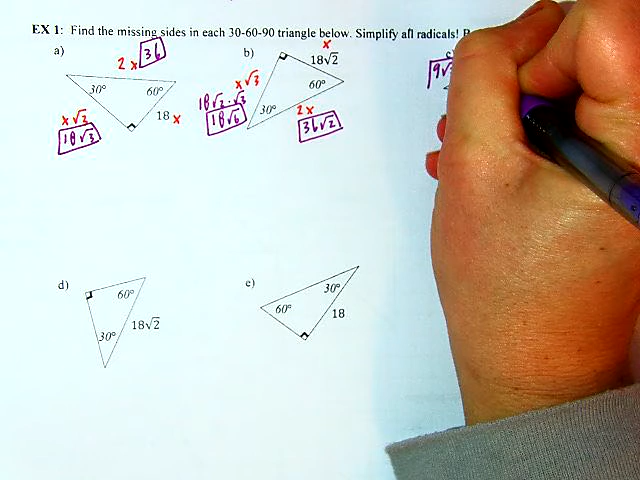 EX 1: Find the missing sides in each 30-60-90 triangle below. Simplify all radicals!
a)
2x 36
30°
60°
x√3
18√3
18 x
b)
x
18√2
x√3
18√2·√3
18√6
60°
30°
2x
36√2
9√
d)
60°
30°
18√2
e)
30°
60°
18